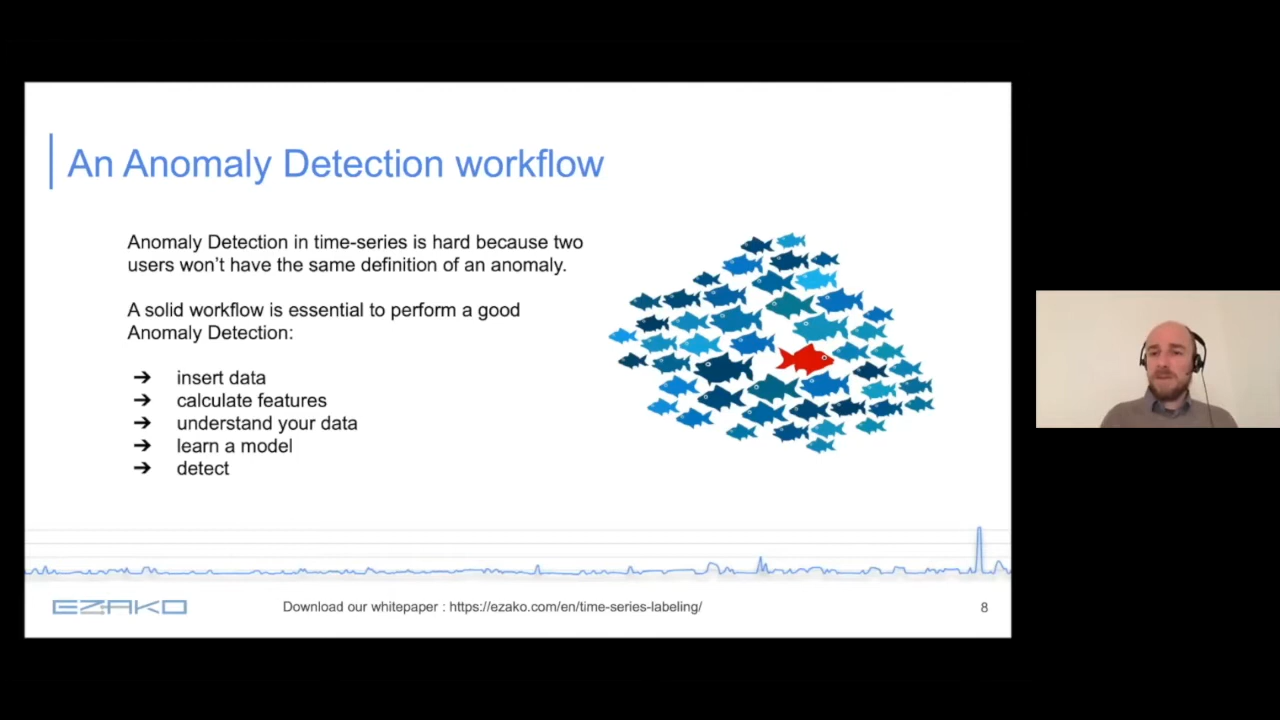 An Anomaly Detection workflow
Anomaly Detection in time-series is hard because two
users won't have the same definition of an anomaly.
A solid workflow is essential to perform a good
Anomaly Detection:
➔ insert data
➔ calculate features
➔ understand your data
➔ learn a model
➔ detect
EZAKO
Download our whitepaper : https://ezako.com/en/time-series-labeling/
8